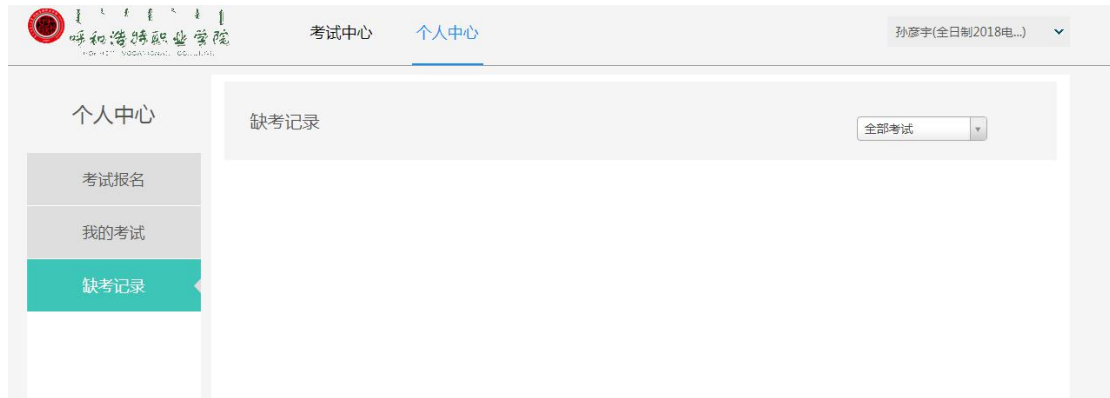 呼和浩特职业学院
考试中心
个人中心
孙彦宇(全日制2018电...)
个人中心
考试报名
我的考试
缺考记录
缺考记录
全部考试